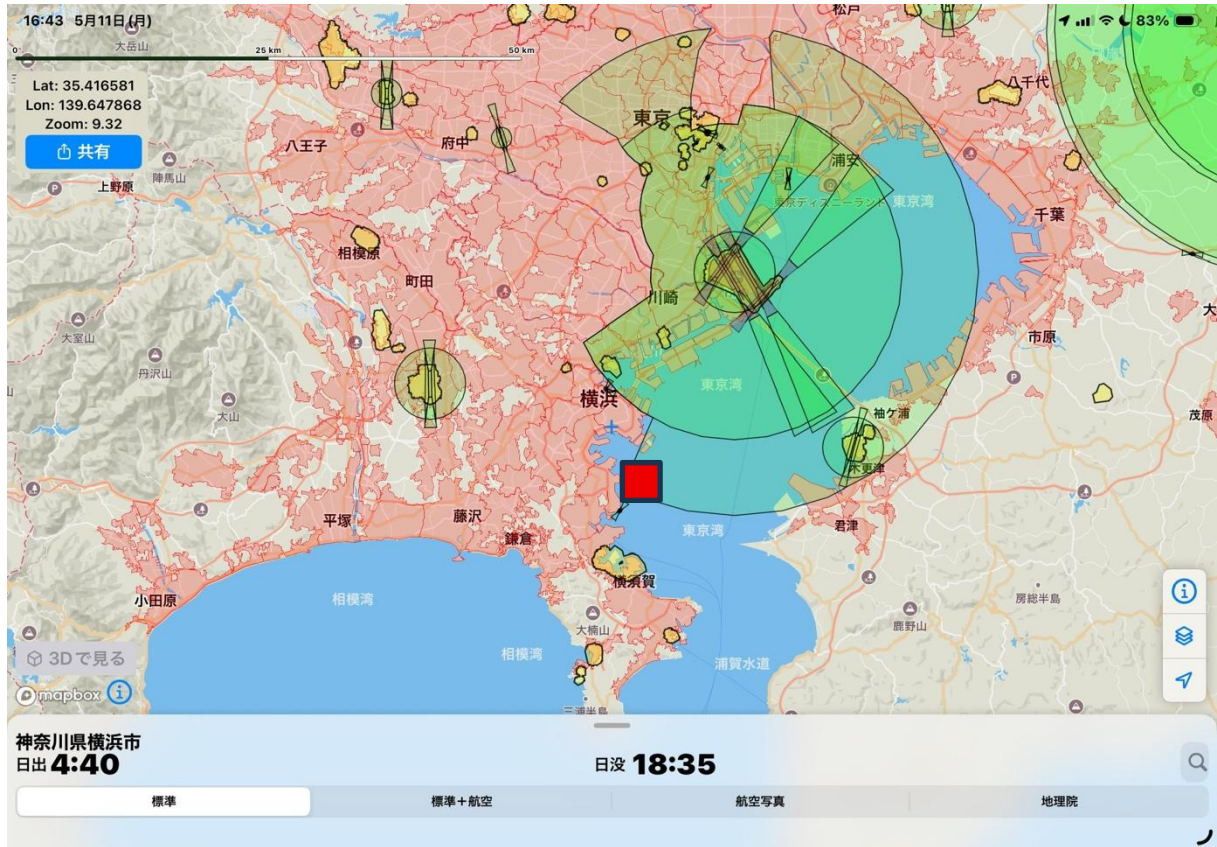 16:43 5月11日(月)
83%
0
25 km
50 km
大岳山
Lat: 35.416581
Lon: 139.647868
Zoom: 9.32
共有
松戸
八千代
東京
八王子
府中
浦安
陣馬山
上野原
東京ディズニーランド
東京湾
千葉
相模原
町田
川崎
大室山
市原
丹沢山
東京湾
大山
横浜
袖ケ浦
茂原
木更津
平塚
藤沢
鎌倉
東京湾
君津
横須賀
小田原
相模湾
房総半島
大楠山
鹿野山
相模湾
浦賀水道
3Dで見る
mapbox
三浦半島
神奈川県横浜市
日出 4:40
日没 18:35
標準
標準+航空
航空写真
地理院